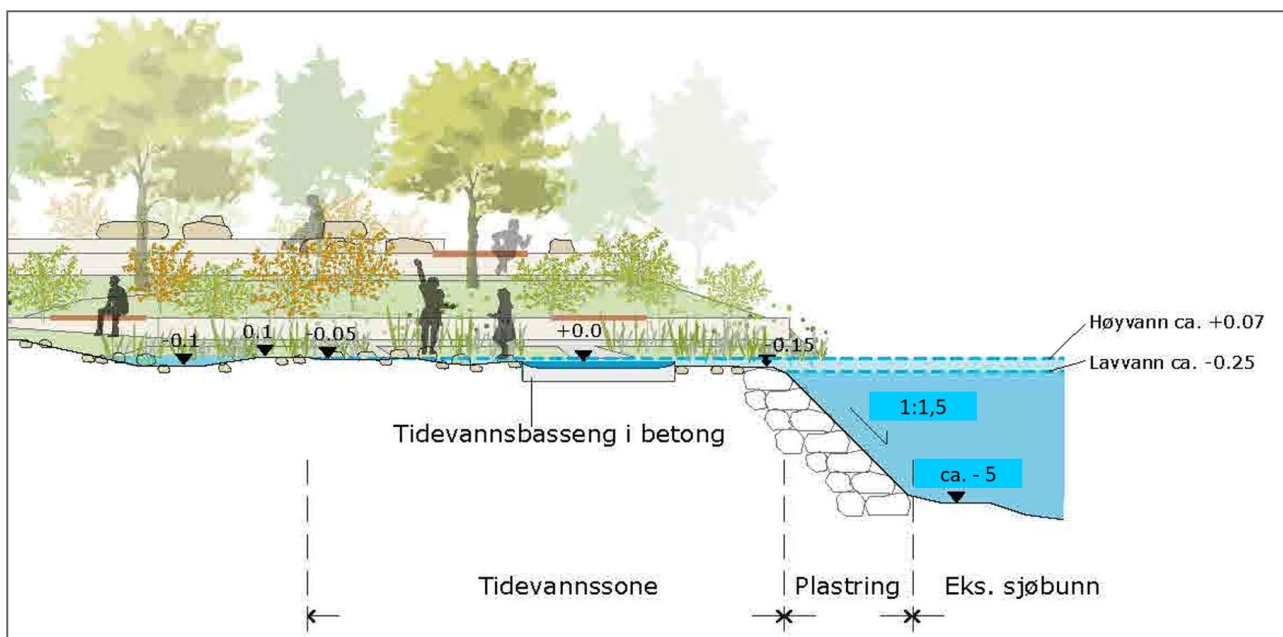 -0.1
0.1
-0.05
+0.0
-0.15
Høyvann ca. +0.07
Lavvann ca. -0.25
1:1,5
Tidevannsbasseng i betong
ca. - 5
Tidevannssone
Plastring
Eks. sjøbunn